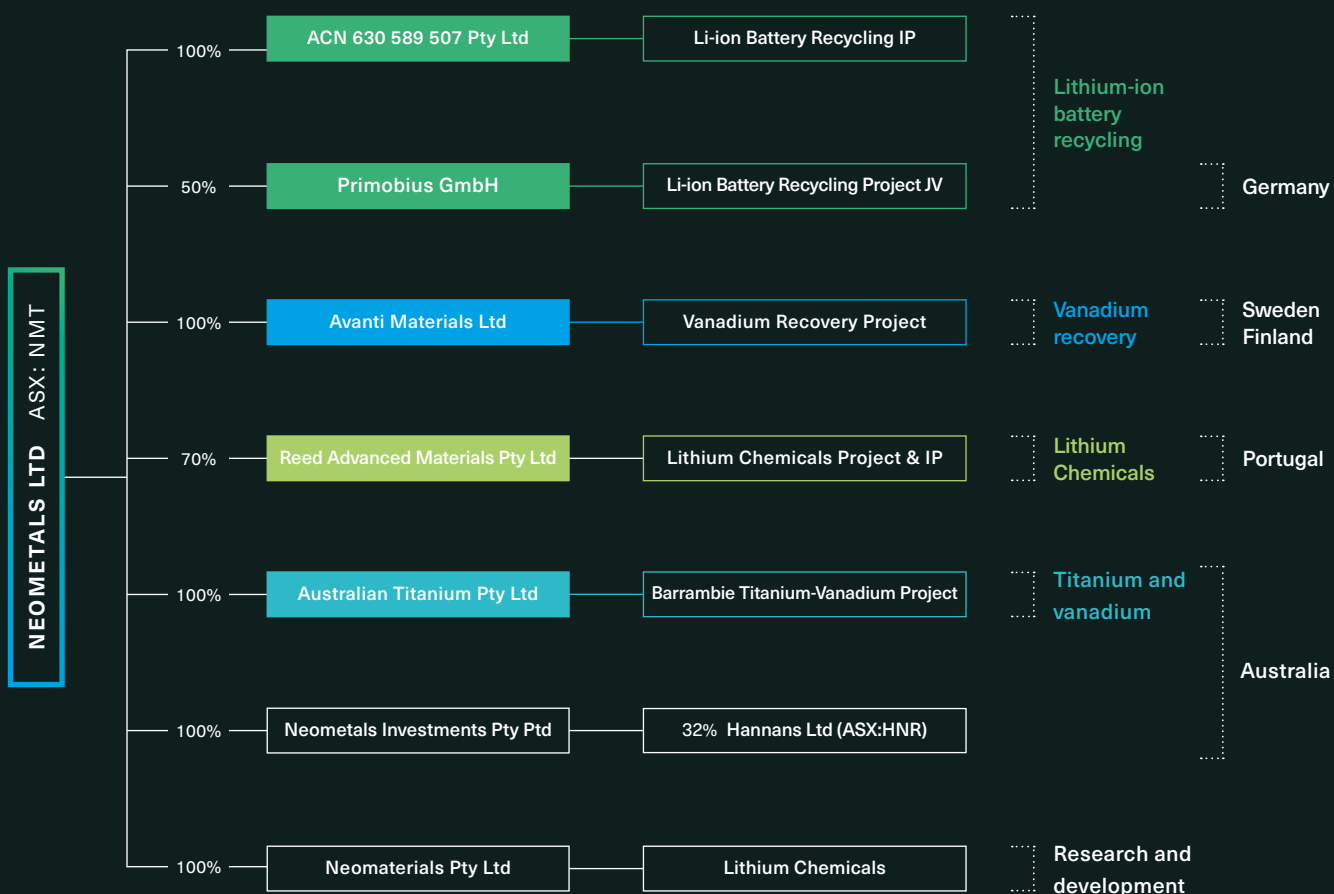 NEOMETALS LTD ASX: NMT
100%
ACN 630 589 507 Pty Ltd
Li-ion Battery Recycling IP
Lithium-ion
battery
recycling
50%
Primobius GmbH
Li-ion Battery Recycling Project JV
Germany
100%
Avanti Materials Ltd
Vanadium Recovery Project
Vanadium
recovery
Sweden
Finland
70%
Reed Advanced Materials Pty Ltd
Lithium Chemicals Project & IP
Lithium
Chemicals
Portugal
100%
Australian Titanium Pty Ltd
Barrambie Titanium-Vanadium Project
Titanium and
vanadium
Australia
100%
Neometals Investments Pty Ptd
32% Hannans Ltd (ASX:HNR)
100%
Neomaterials Pty Ltd
Lithium Chemicals
Research and
development